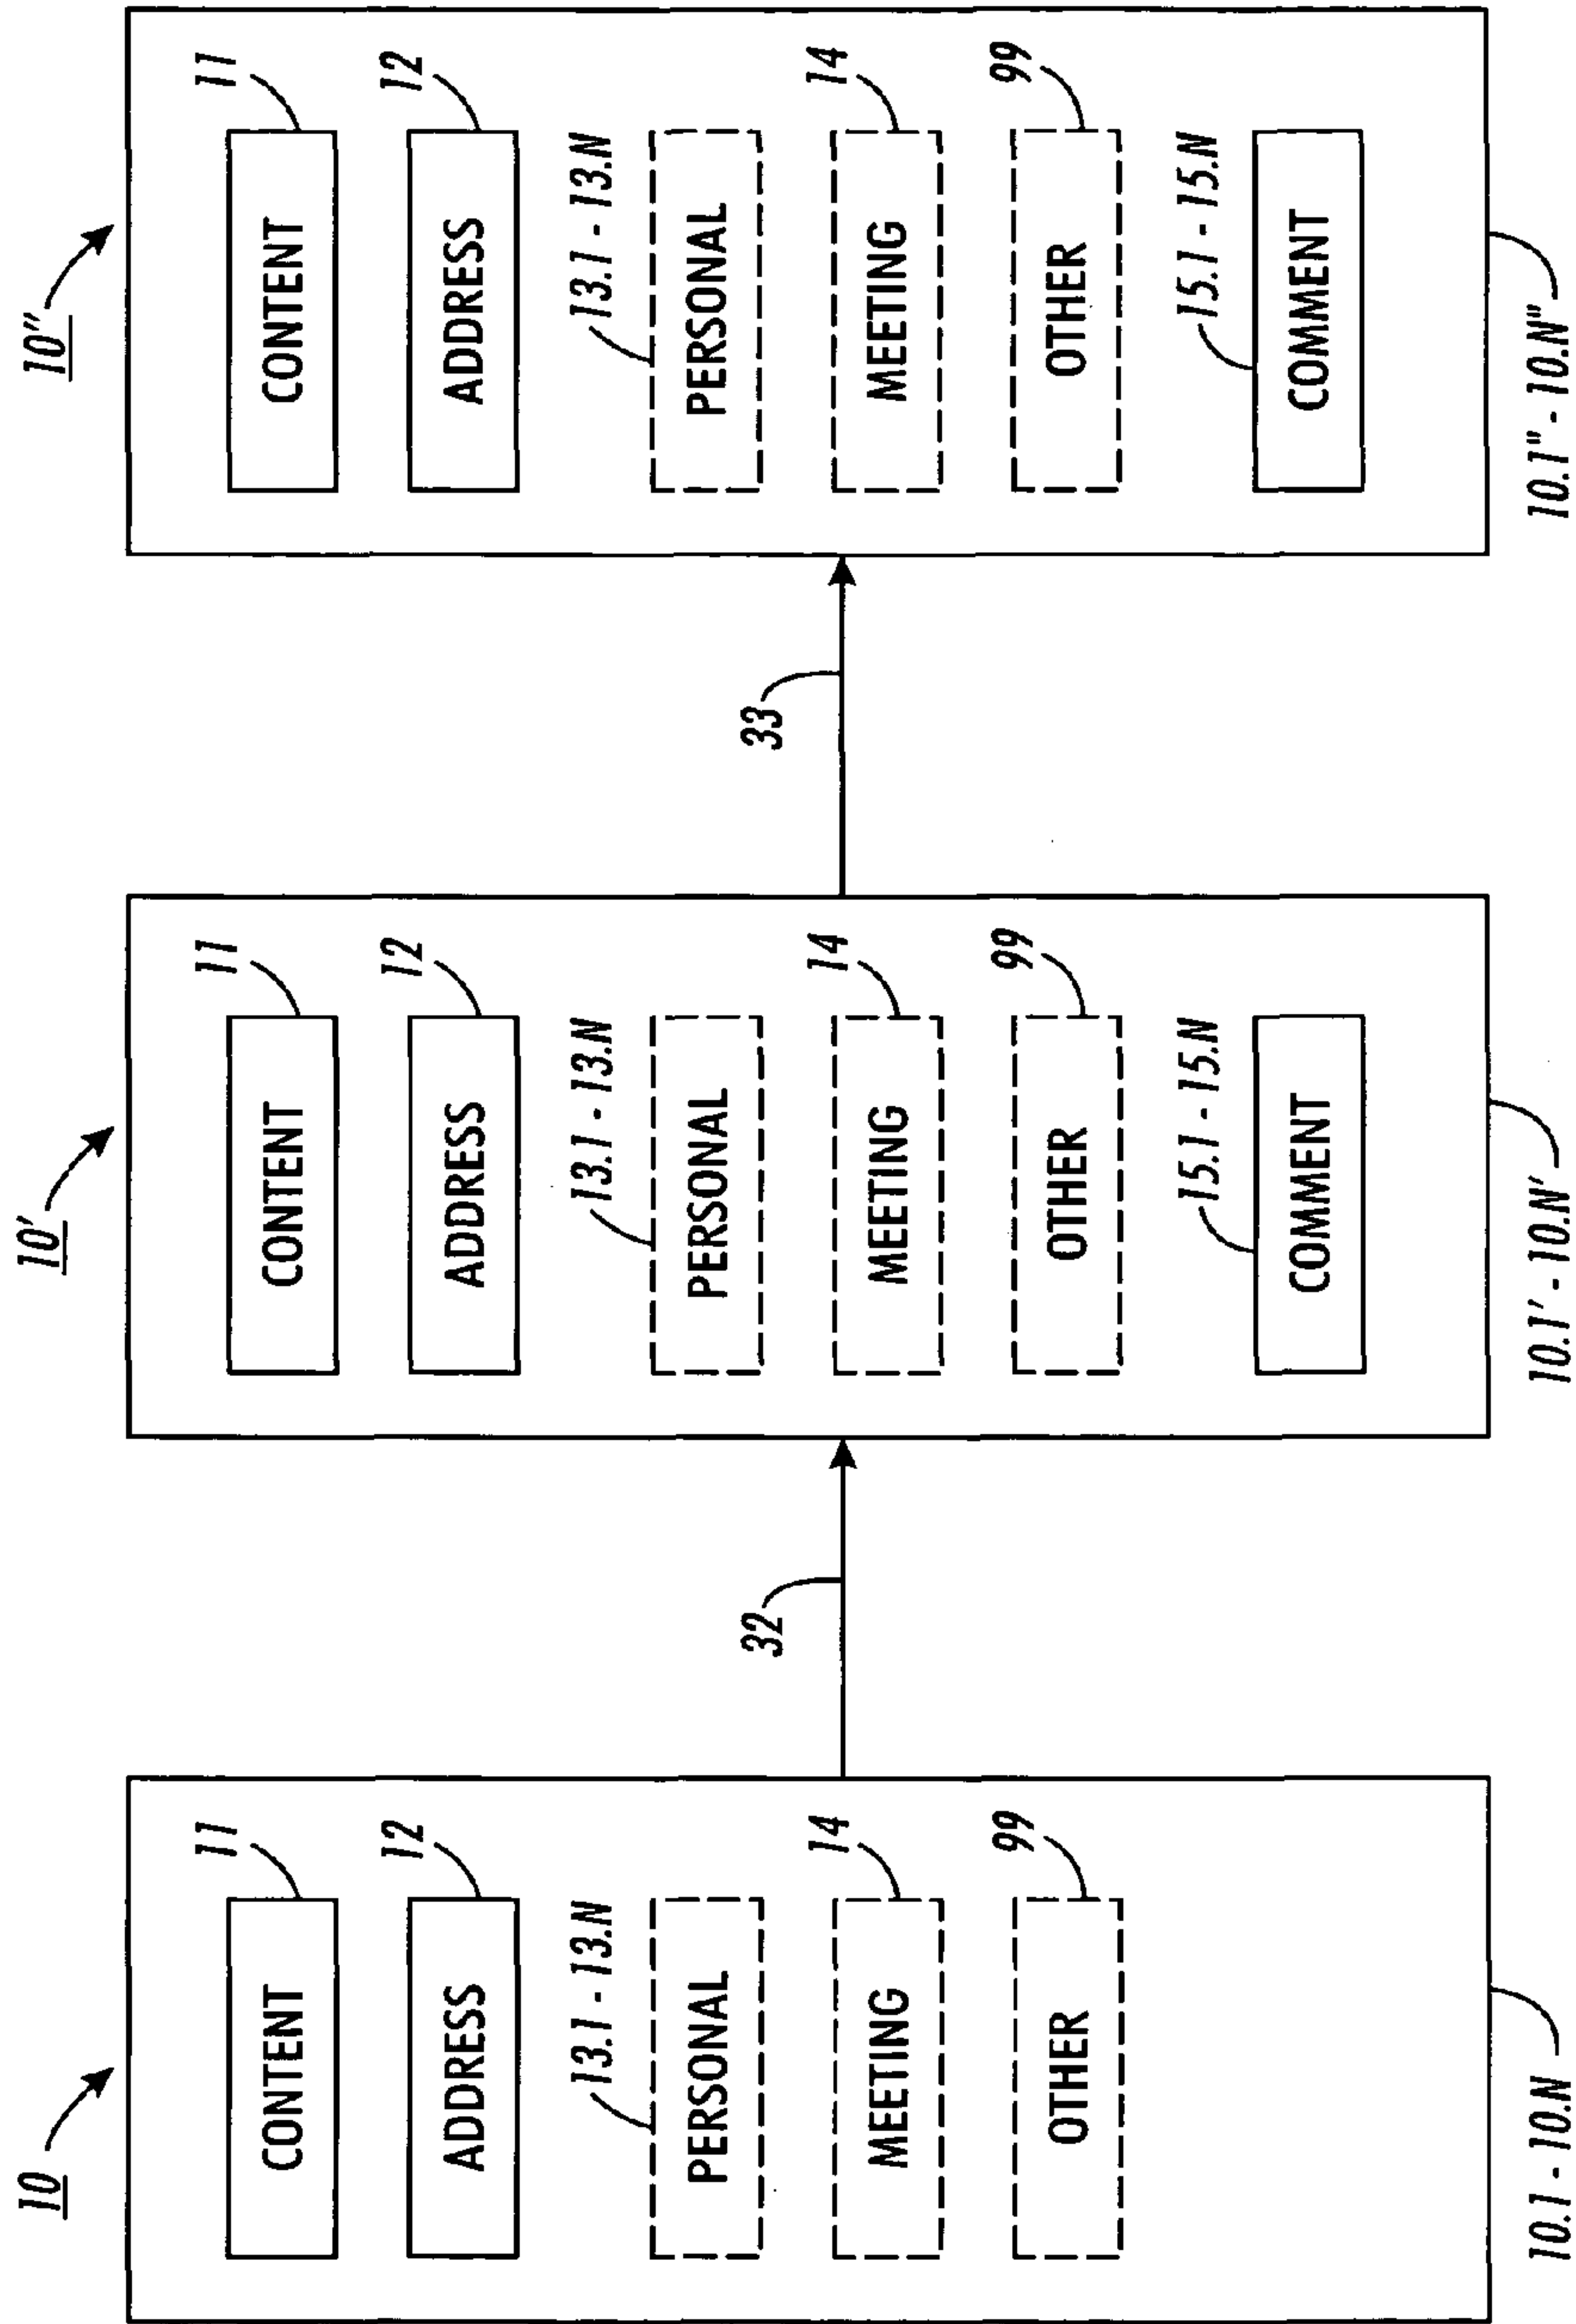 10
11
CONTENT
12
ADDRESS
13.1 - 13.N
PERSONAL
14
MEETING
99
OTHER
10.1 - 10.N
32
10'
11
CONTENT
12
ADDRESS
13.1 - 13.N
PERSONAL
14
MEETING
99
OTHER
15.1 - 15.N
COMMENT
10.1' - 10.N'
33
10"
11
CONTENT
12
ADDRESS
13.1 - 13.N
PERSONAL
14
MEETING
99
OTHER
15.1 - 15.N
COMMENT
10.1" - 10.N"